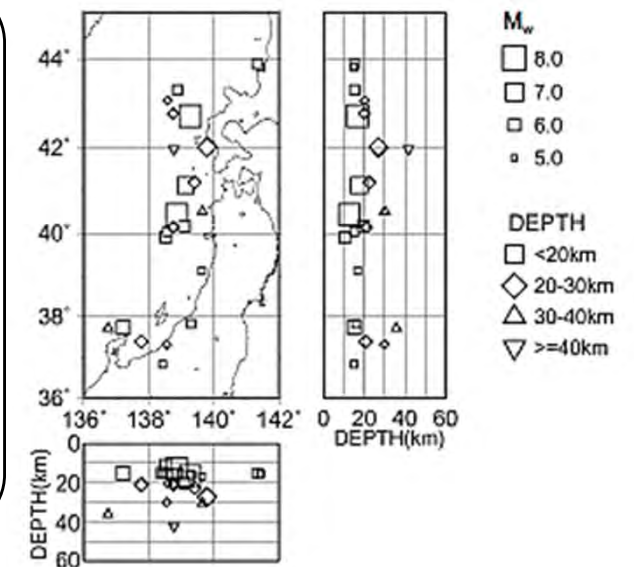 M_w
44˚
8.0
7.0
42˚
6.0
5.0
40˚
DEPTH
<20km
38˚
20-30km
30-40km
>=40km
36˚
136˚ 138˚ 140˚ 142˚
0 20 40 60
DEPTH(km)
0
20
40
60
DEPTH(km)